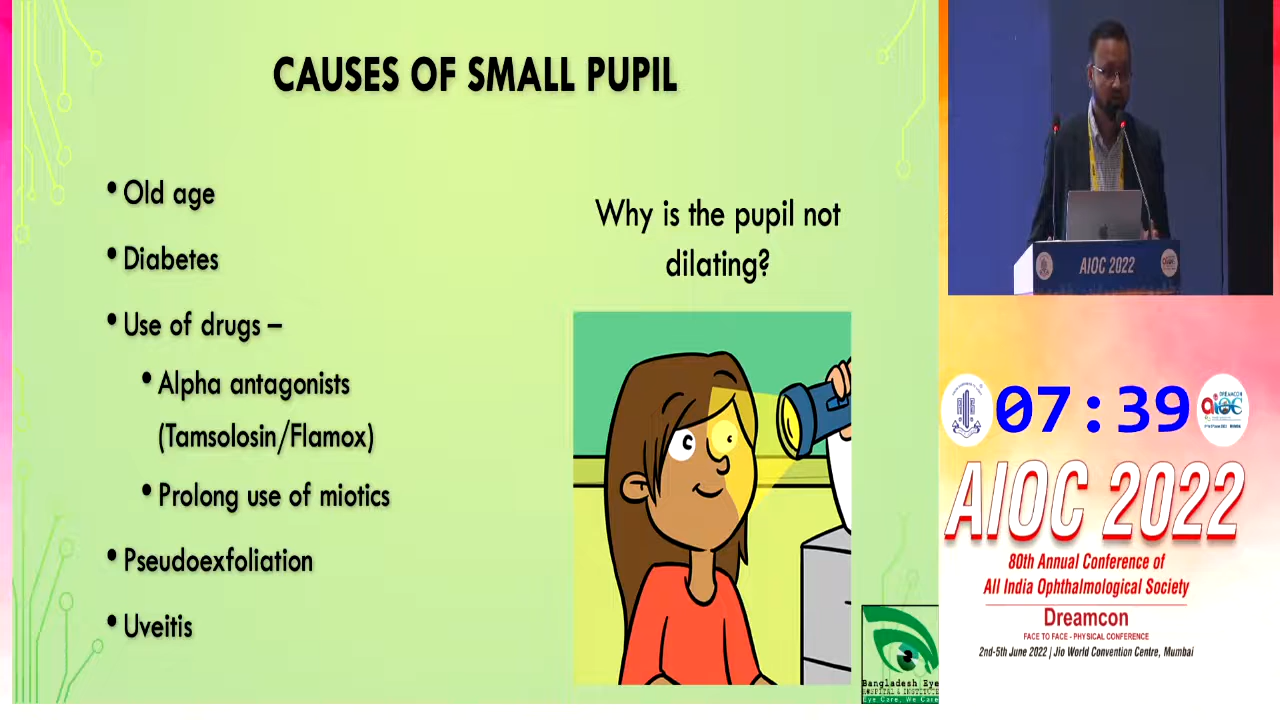 CAUSES OF SMALL PUPIL
• Old age
• Diabetes
• Use of drugs –
• Alpha antagonists
(Tamsolosin/Flamox)
• Prolong use of miotics
• Pseudoexfoliation
• Uveitis
Why is the pupil not
dilating?
Bangladesh Eye
HOSPITAL & INSTITUTE
Eye Care, We Care
AIOC 2022
07:39
AIOC 2022
80th Annual Conference of
All India Ophthalmological Society
Dreamcon
FACE TO FACE - PHYSICAL CONFERENCE
2nd-5th June 2022 | Jio World Convention Centre, Mumbai